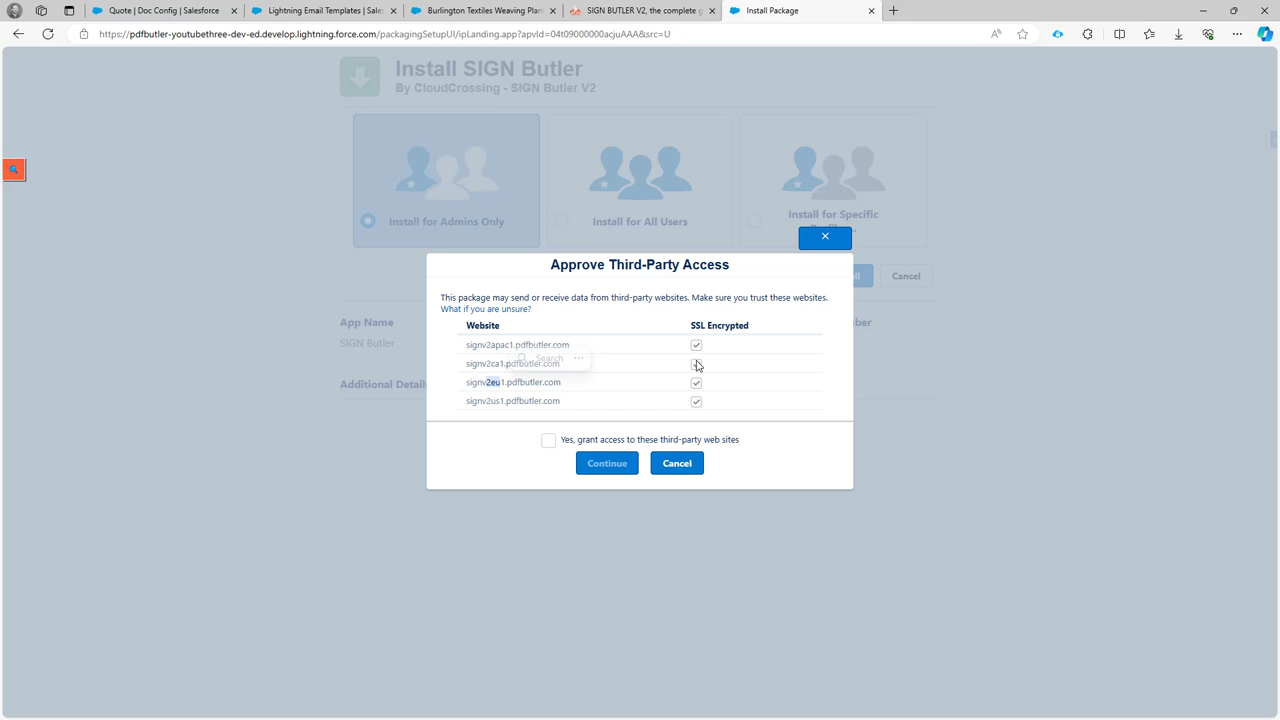 Quote | Doc Config | Salesforce
Lightning Email Templates | Sales
Burlington Textiles Weaving Plant
SIGN BUTLER V2, the complete g
Install Package
https://pdfbutler-youtubethree-dev-ed.develop.lightning.force.com/packagingSetupUI/ipLanding.app?apvId=04t09000000acjuAAA&src=U
Install SIGN Butler
By CloudCrossing - SIGN Butler V2
Install for Admins Only
Install for All Users
Install for Specific
Cancel
App Name
SIGN Butler
Additional Details
Approve Third-Party Access
This package may send or receive data from third-party websites. Make sure you trust these websites.
What if you are unsure?
Website SSL Encrypted
signv2apac1.pdfbutler.com
Search
signv2ca1.pdfbutler.com
signv2eu1.pdfbutler.com
signv2us1.pdfbutler.com
Yes, grant access to these third-party web sites
Continue
Cancel